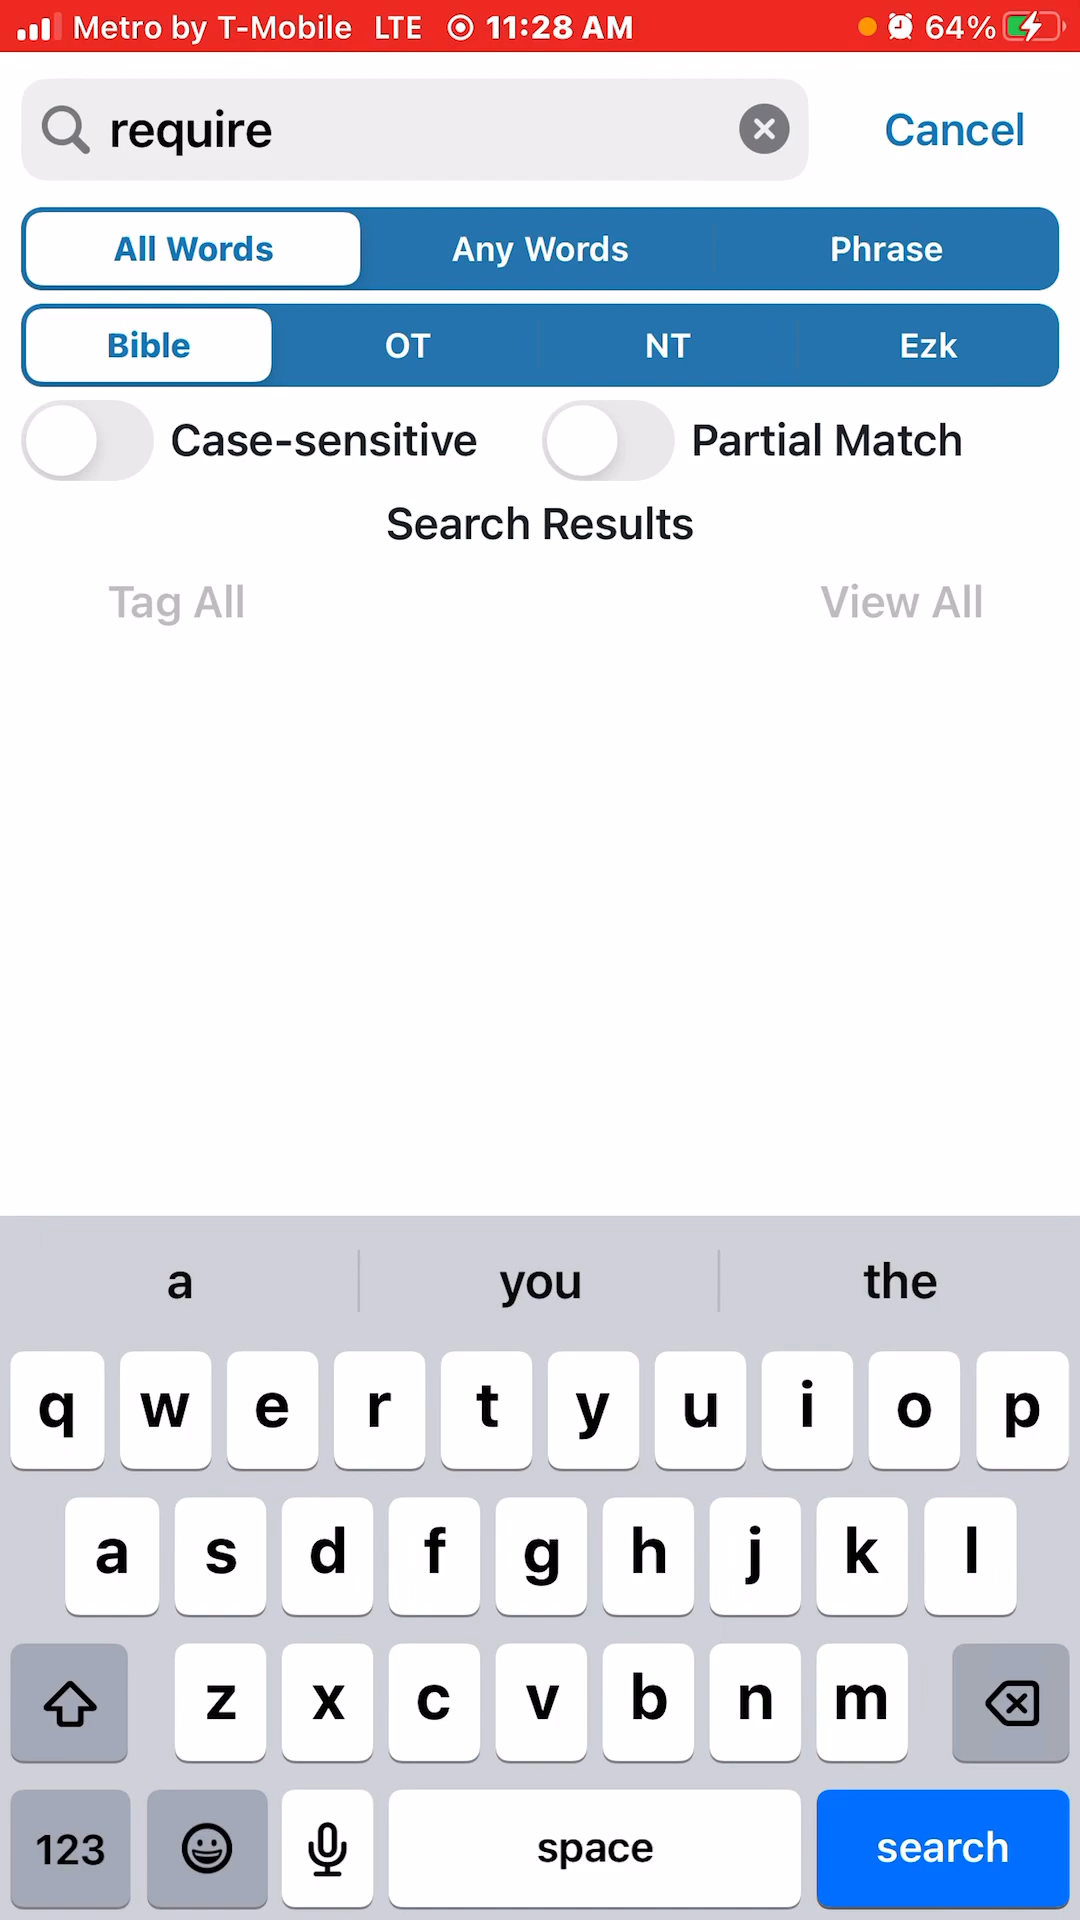 Metro by T-Mobile LTE 11:28 AM 64%
require Cancel
All Words Any Words Phrase
Bible OT NT Ezk
Case-sensitive Partial Match
Search Results
Tag All View All
a you the
q w e r t y u i o p
a s d f g h j k l
z x c v b n m
123 space search